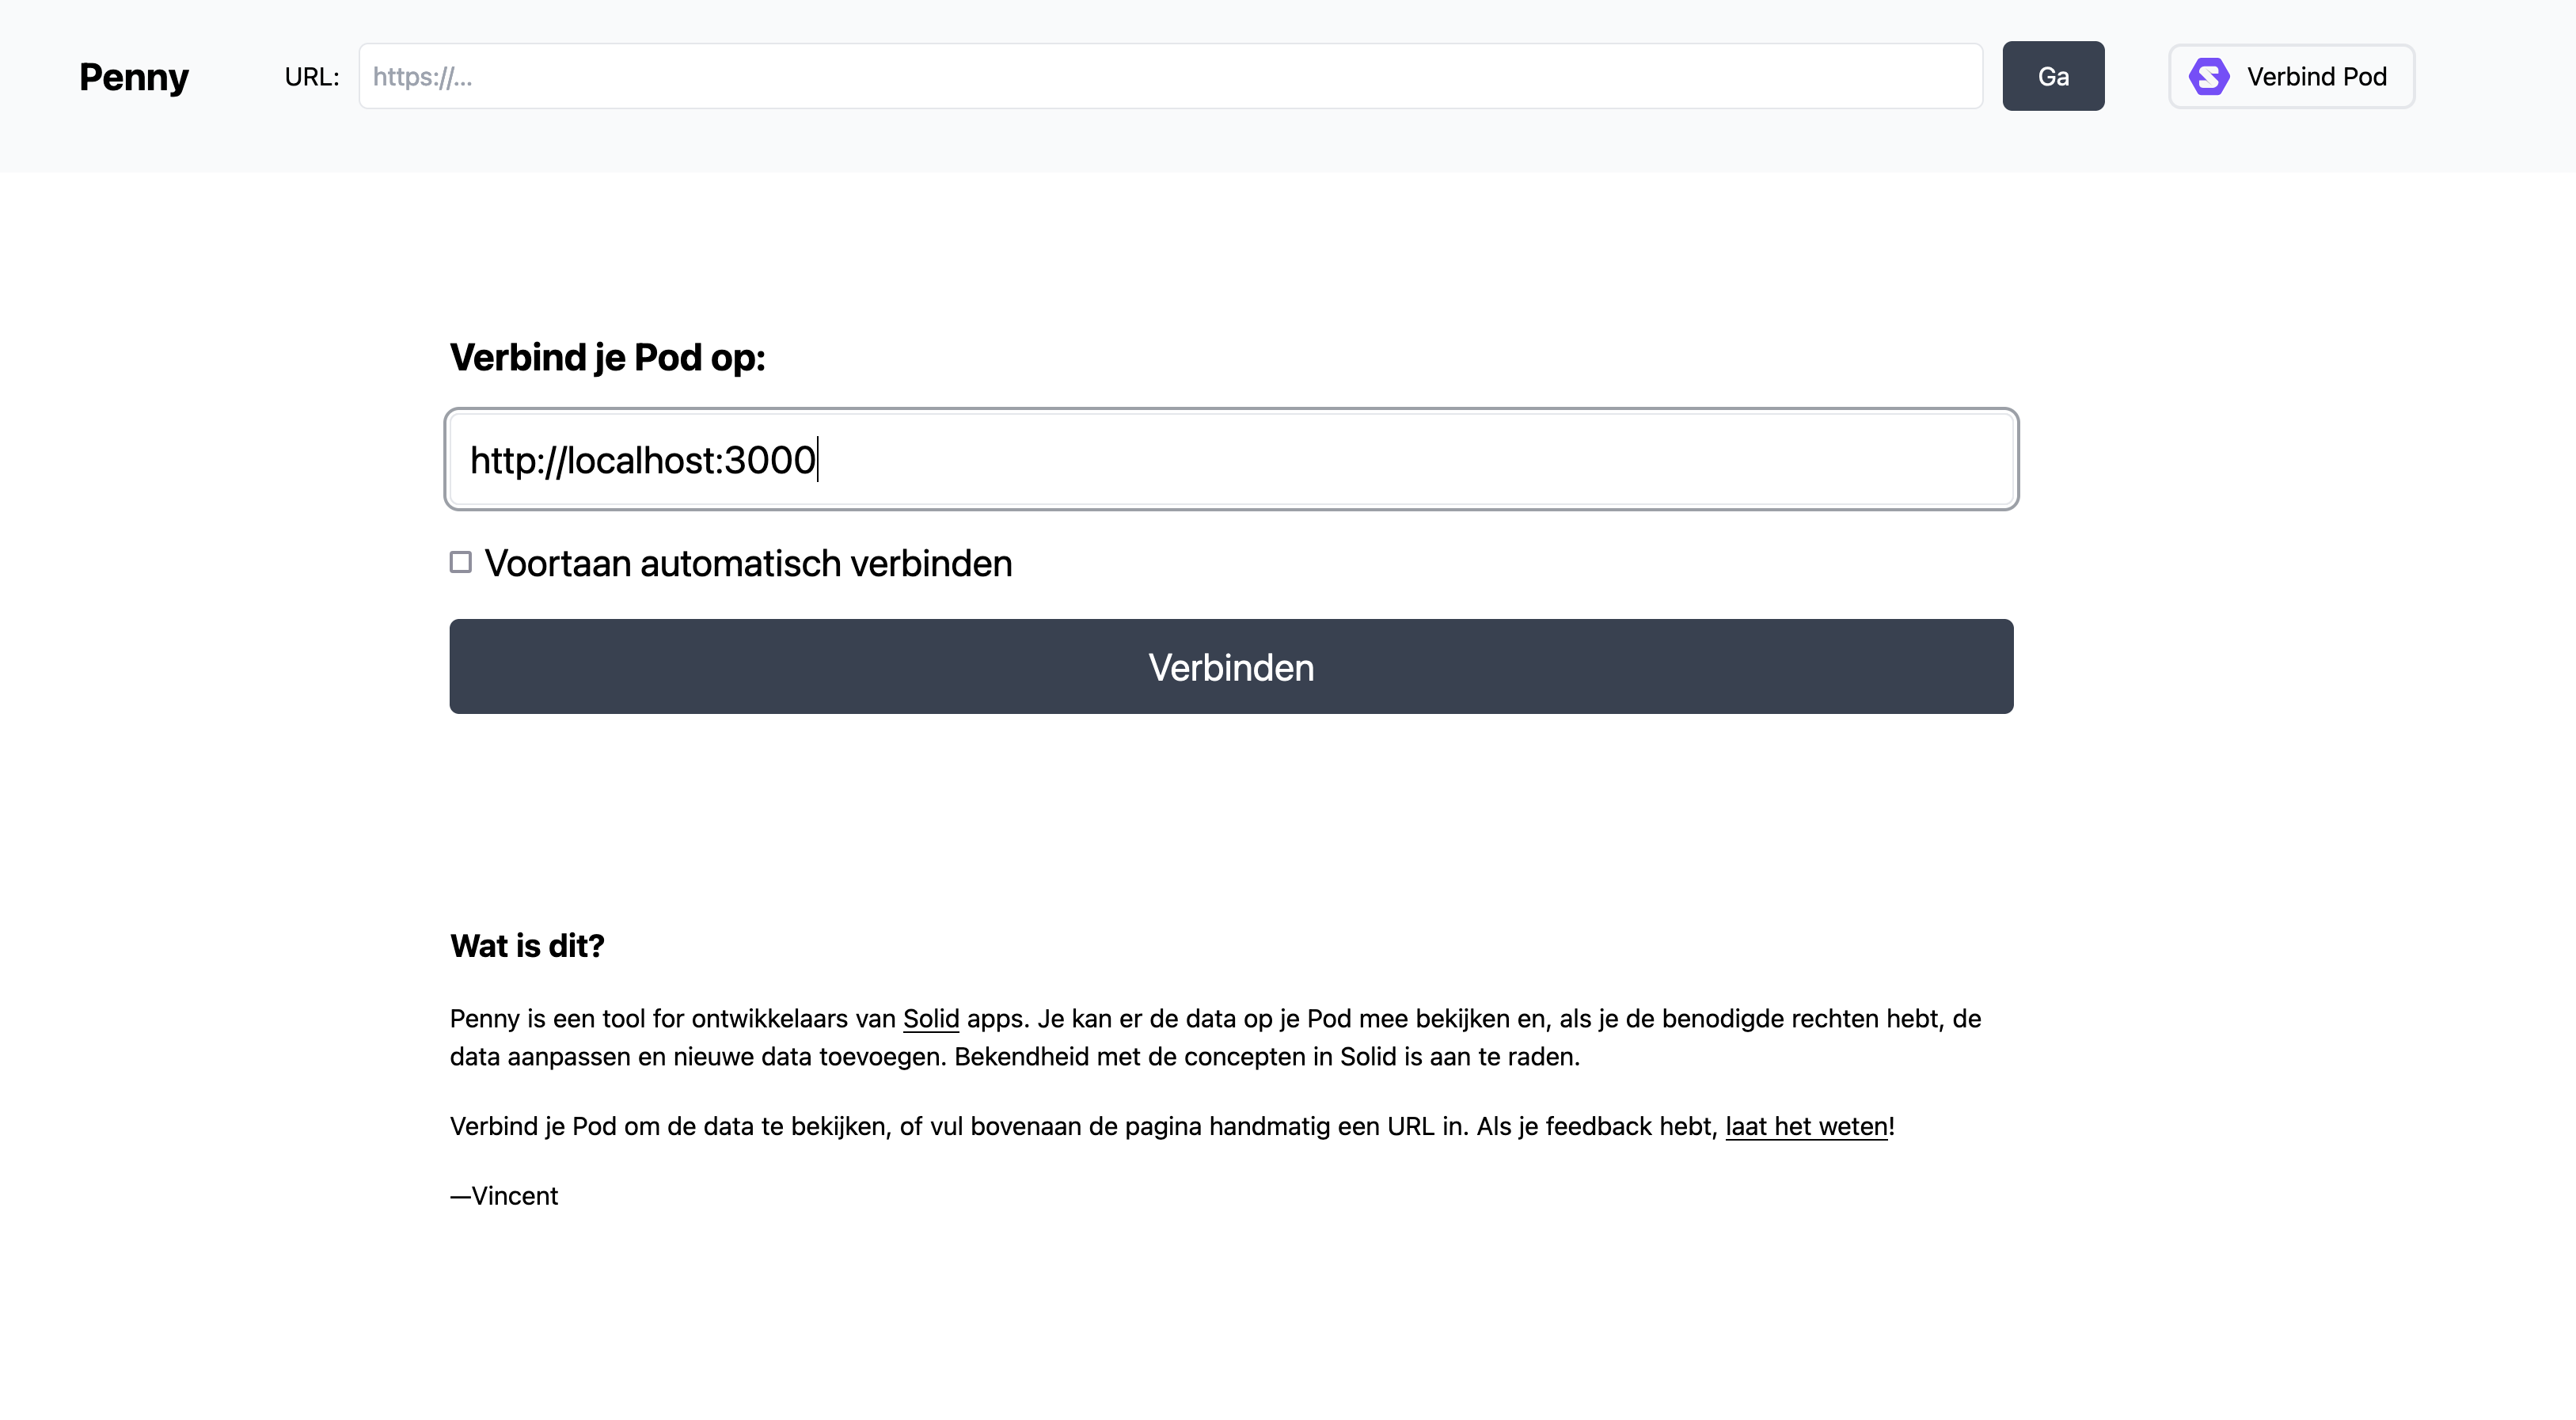 Penny
URL:
https://...
Ga
Verbind Pod
Verbind je Pod op:
http://localhost:3000
Voortaan automatisch verbinden
Verbinden
Wat is dit?
Penny is een tool for ontwikkelaars van Solid apps. Je kan er de data op je Pod mee bekijken en, als je de benodigde rechten hebt, de
data aanpassen en nieuwe data toevoegen. Bekendheid met de concepten in Solid is aan te raden.
Verbind je Pod om de data te bekijken, of vul bovenaan de pagina handmatig een URL in. Als je feedback hebt, laat het weten!
—Vincent